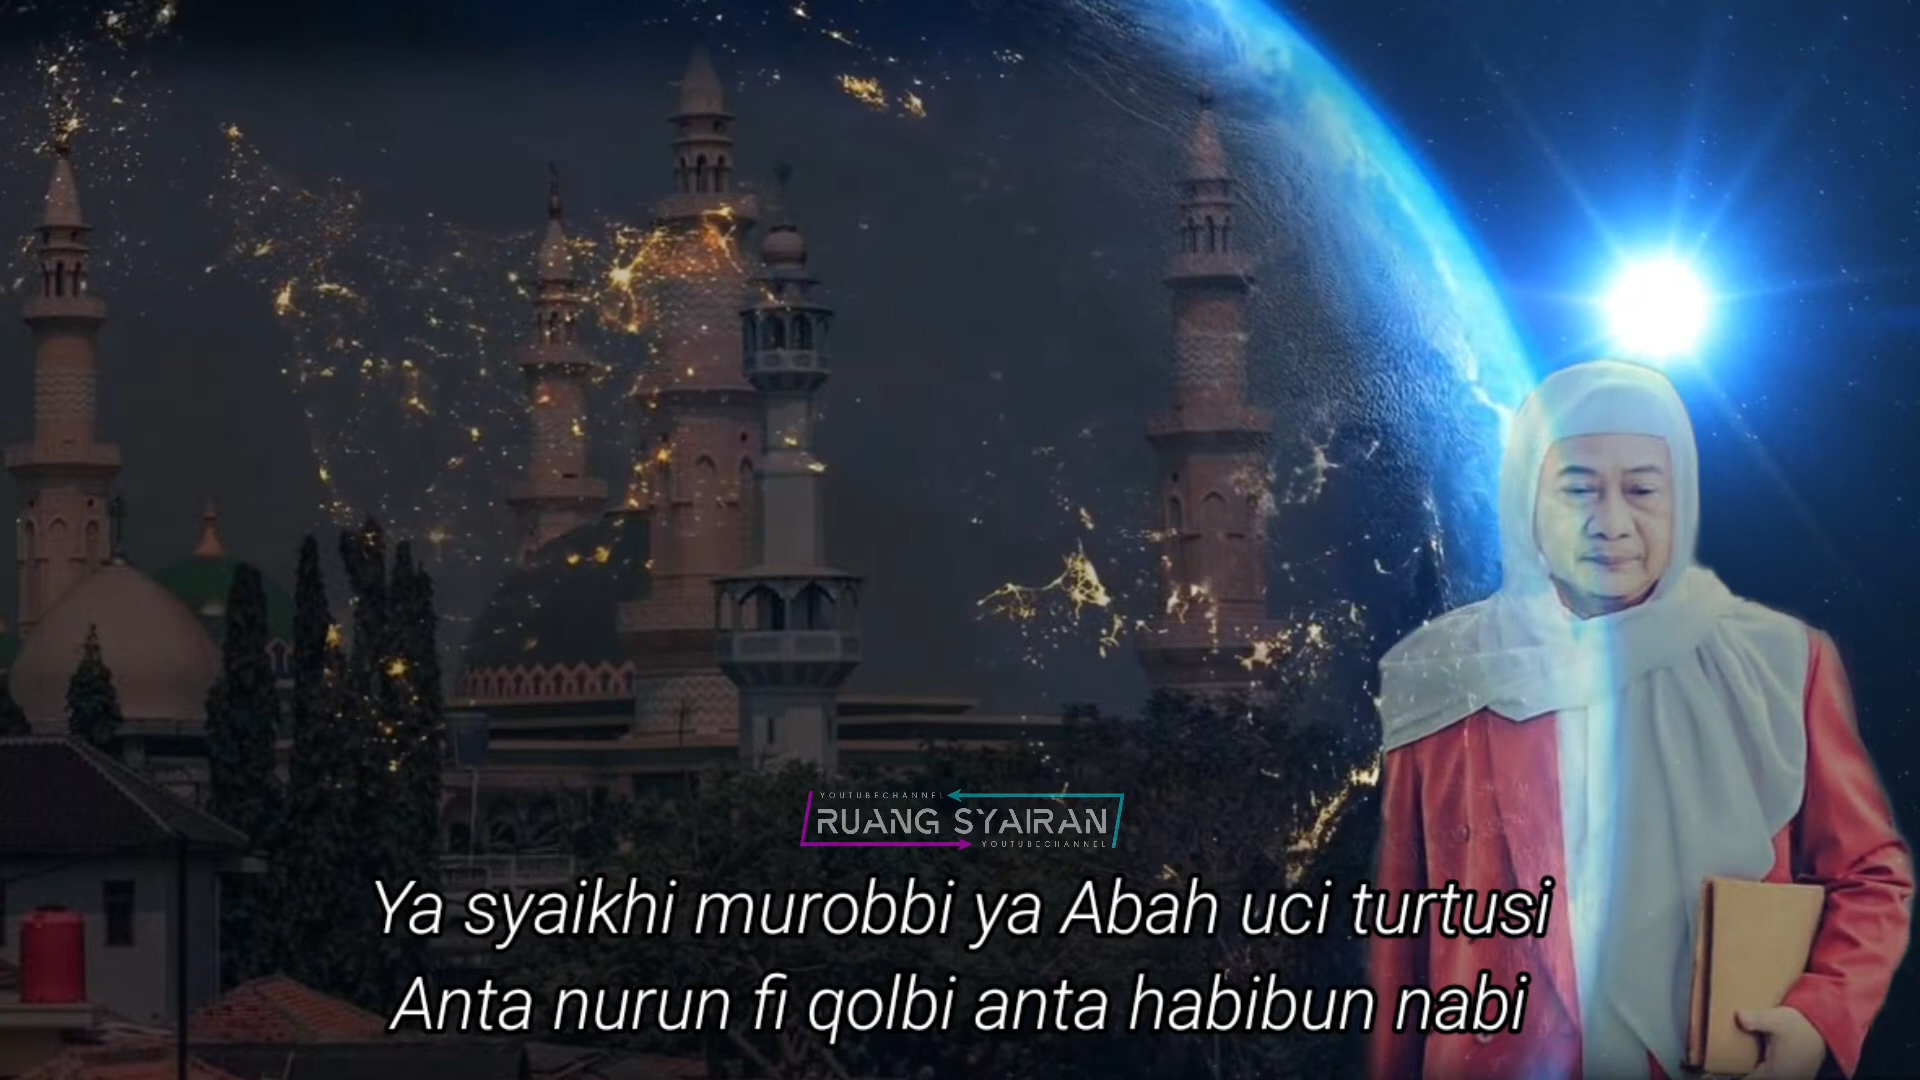 YOUTUBECHANNEL
RUANG SYAIRAN
YOUTUBECHANNEL
Ya syaikhi murobbi ya Abah uci turtusi
Anta nurun fi qolbi anta habibun nabi